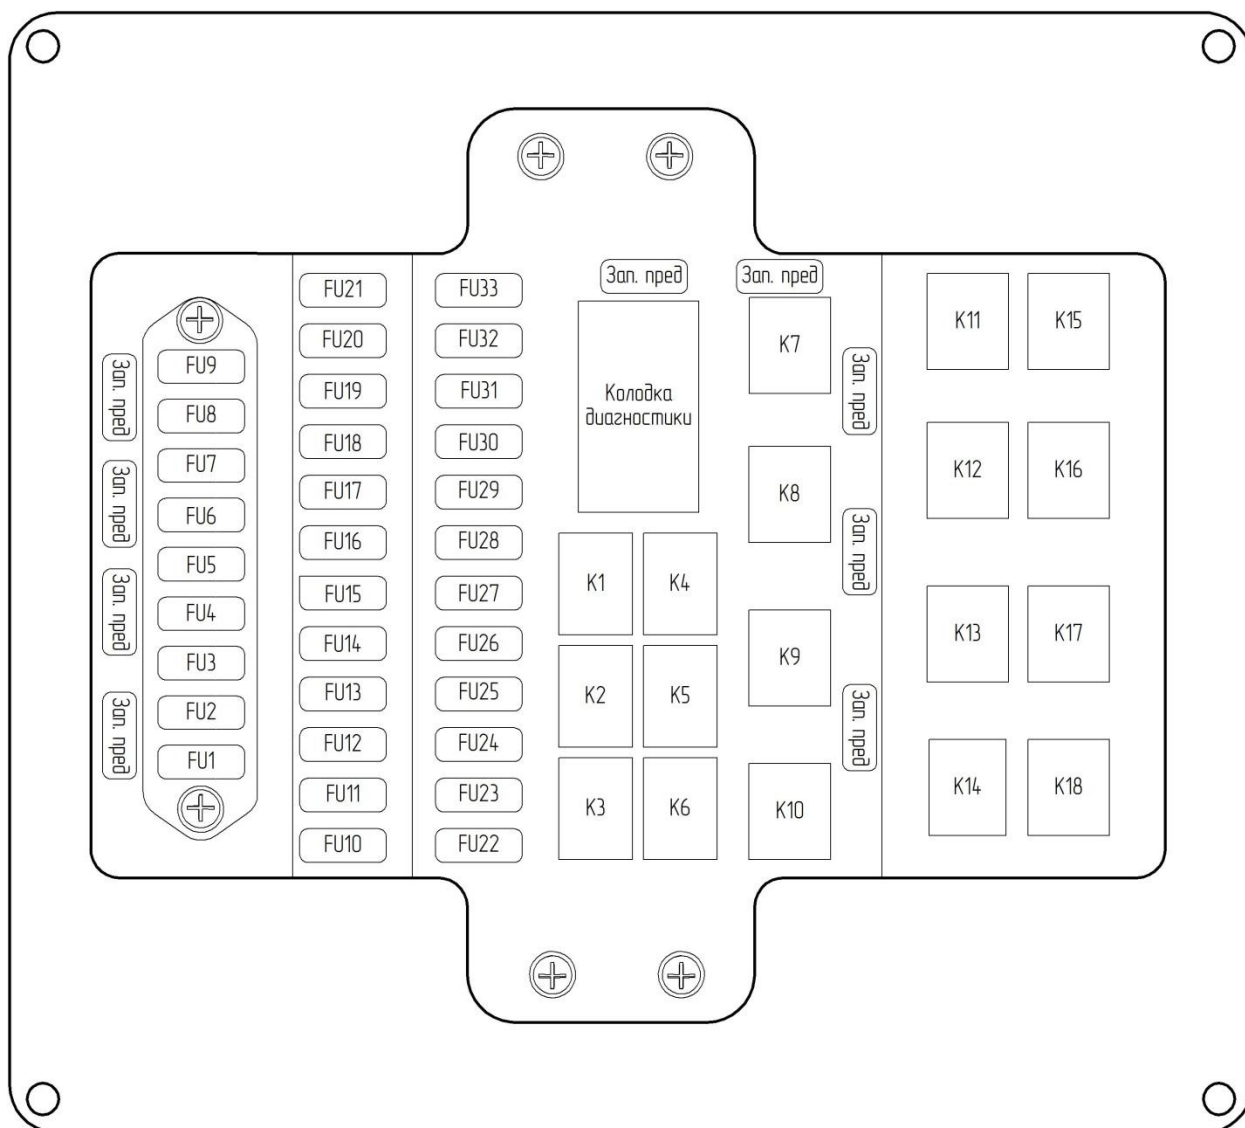 Зап. пред
Зап. пред
Зап. пред
Зап. пред
FU9
FU8
FU7
FU6
FU5
FU4
FU3
FU2
FU1
FU21
FU20
FU19
FU18
FU17
FU16
FU15
FU14
FU13
FU12
FU11
FU10
FU33
FU32
FU31
FU30
FU29
FU28
FU27
FU26
FU25
FU24
FU23
FU22
Зап. пред
Колодка
диагностики
K1
K4
K2
K5
K3
K6
Зап. пред
K7
K8
K9
K10
Зап. пред
Зап. пред
Зап. пред
K11
K15
K12
K16
K13
K17
K14
K18